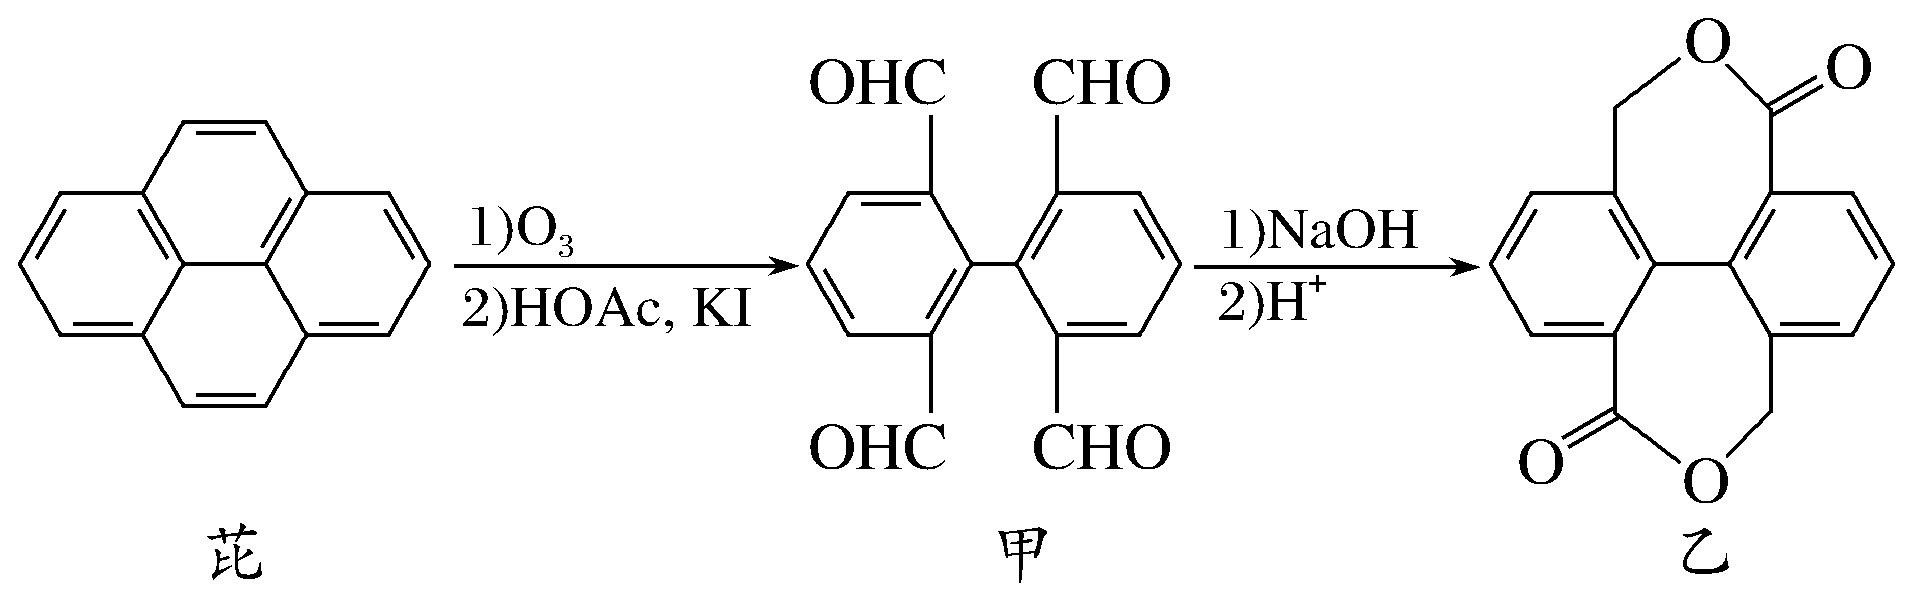 OHC CHO
1)O₃
2)HOAc, KI
OHC CHO
1)NaOH
2)H⁺
O
O
O
O
芘
甲
乙